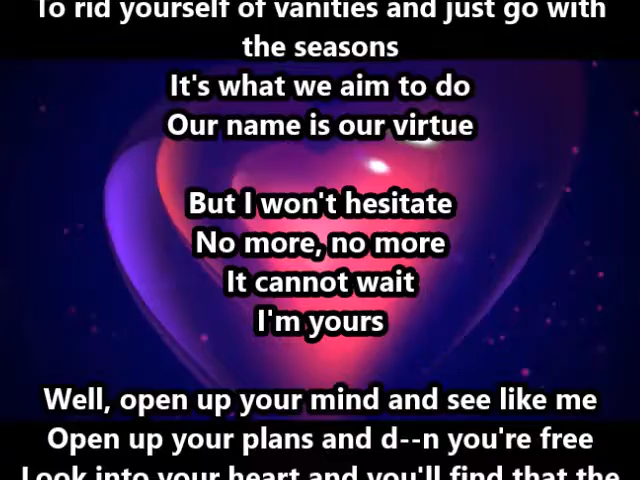 To rid yourself of vanities and just go with
the seasons
It's what we aim to do
Our name is our virtue
But I won't hesitate
No more, no more
It cannot wait
I'm yours
Well, open up your mind and see like me
Open up your plans and d--n you're free
Look into your heart and you'll find that the